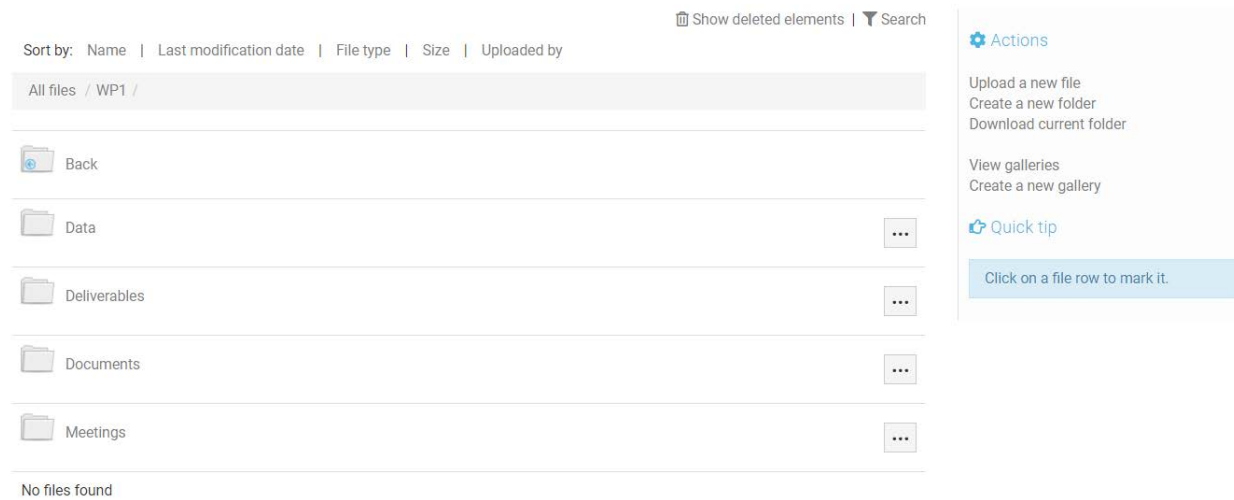 Show deleted elements | Search
Sort by: Name | Last modification date | File type | Size | Uploaded by
All files / WP1 /
Back
Data
...
Deliverables
...
Documents
...
Meetings
...
No files found
Actions
Upload a new file
Create a new folder
Download current folder
View galleries
Create a new gallery
Quick tip
Click on a file row to mark it.